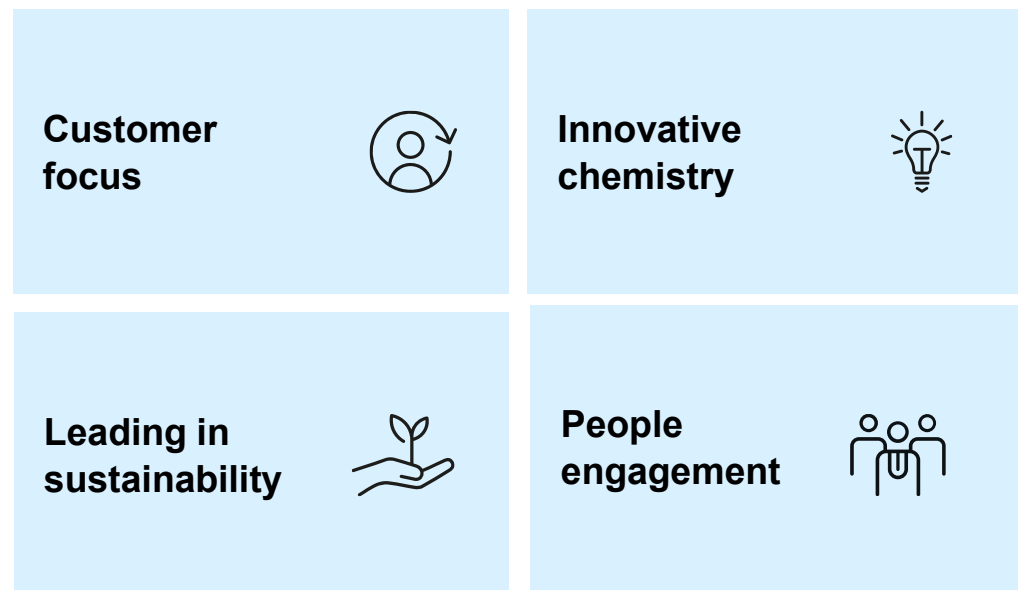 Customer
focus
Innovative
chemistry
Leading in
sustainability
People
engagement